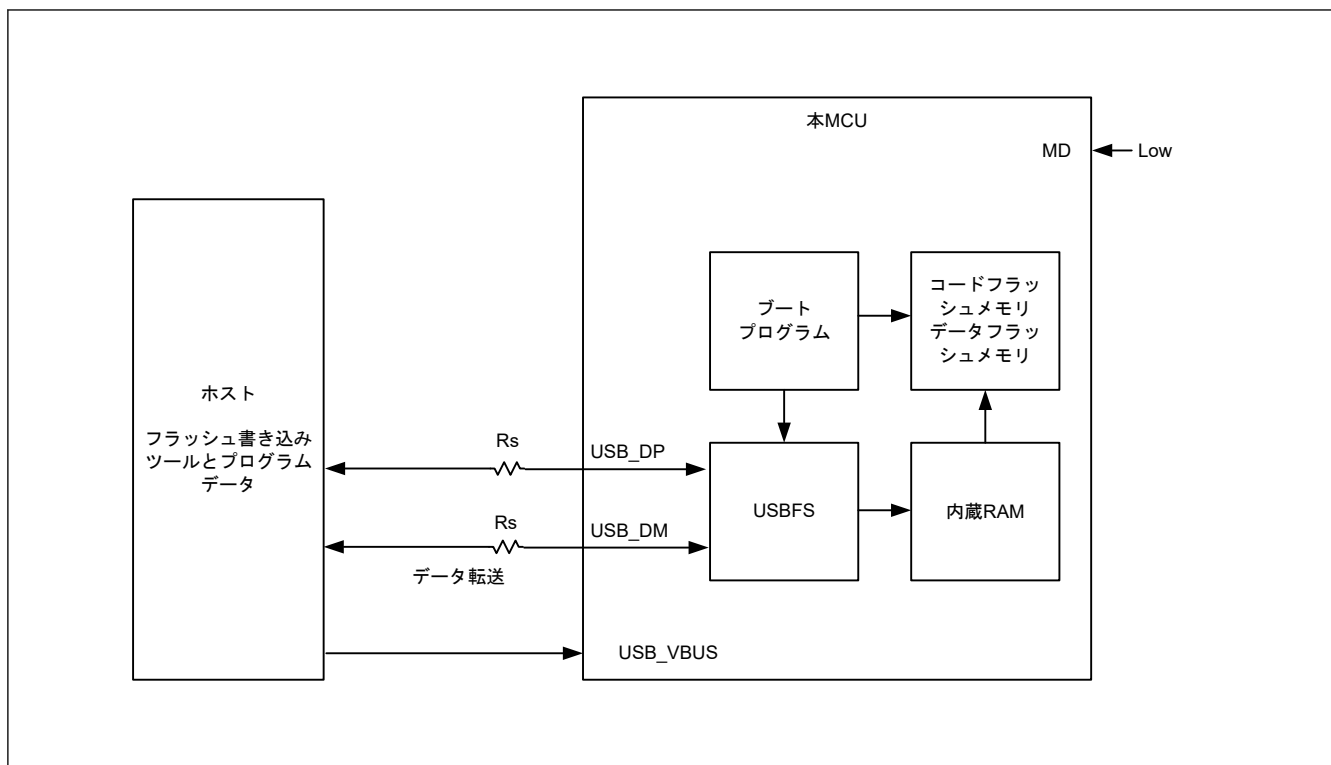 本MCU
MD
Low
ホスト
フラッシュ書き込み
ツールとプログラム
データ
ブート
プログラム
コードフラッ
シュメモリ
データフラッ
シュメモリ
Rs
USB_DP
USBFS
内蔵RAM
Rs
USB_DM
データ転送
USB_VBUS